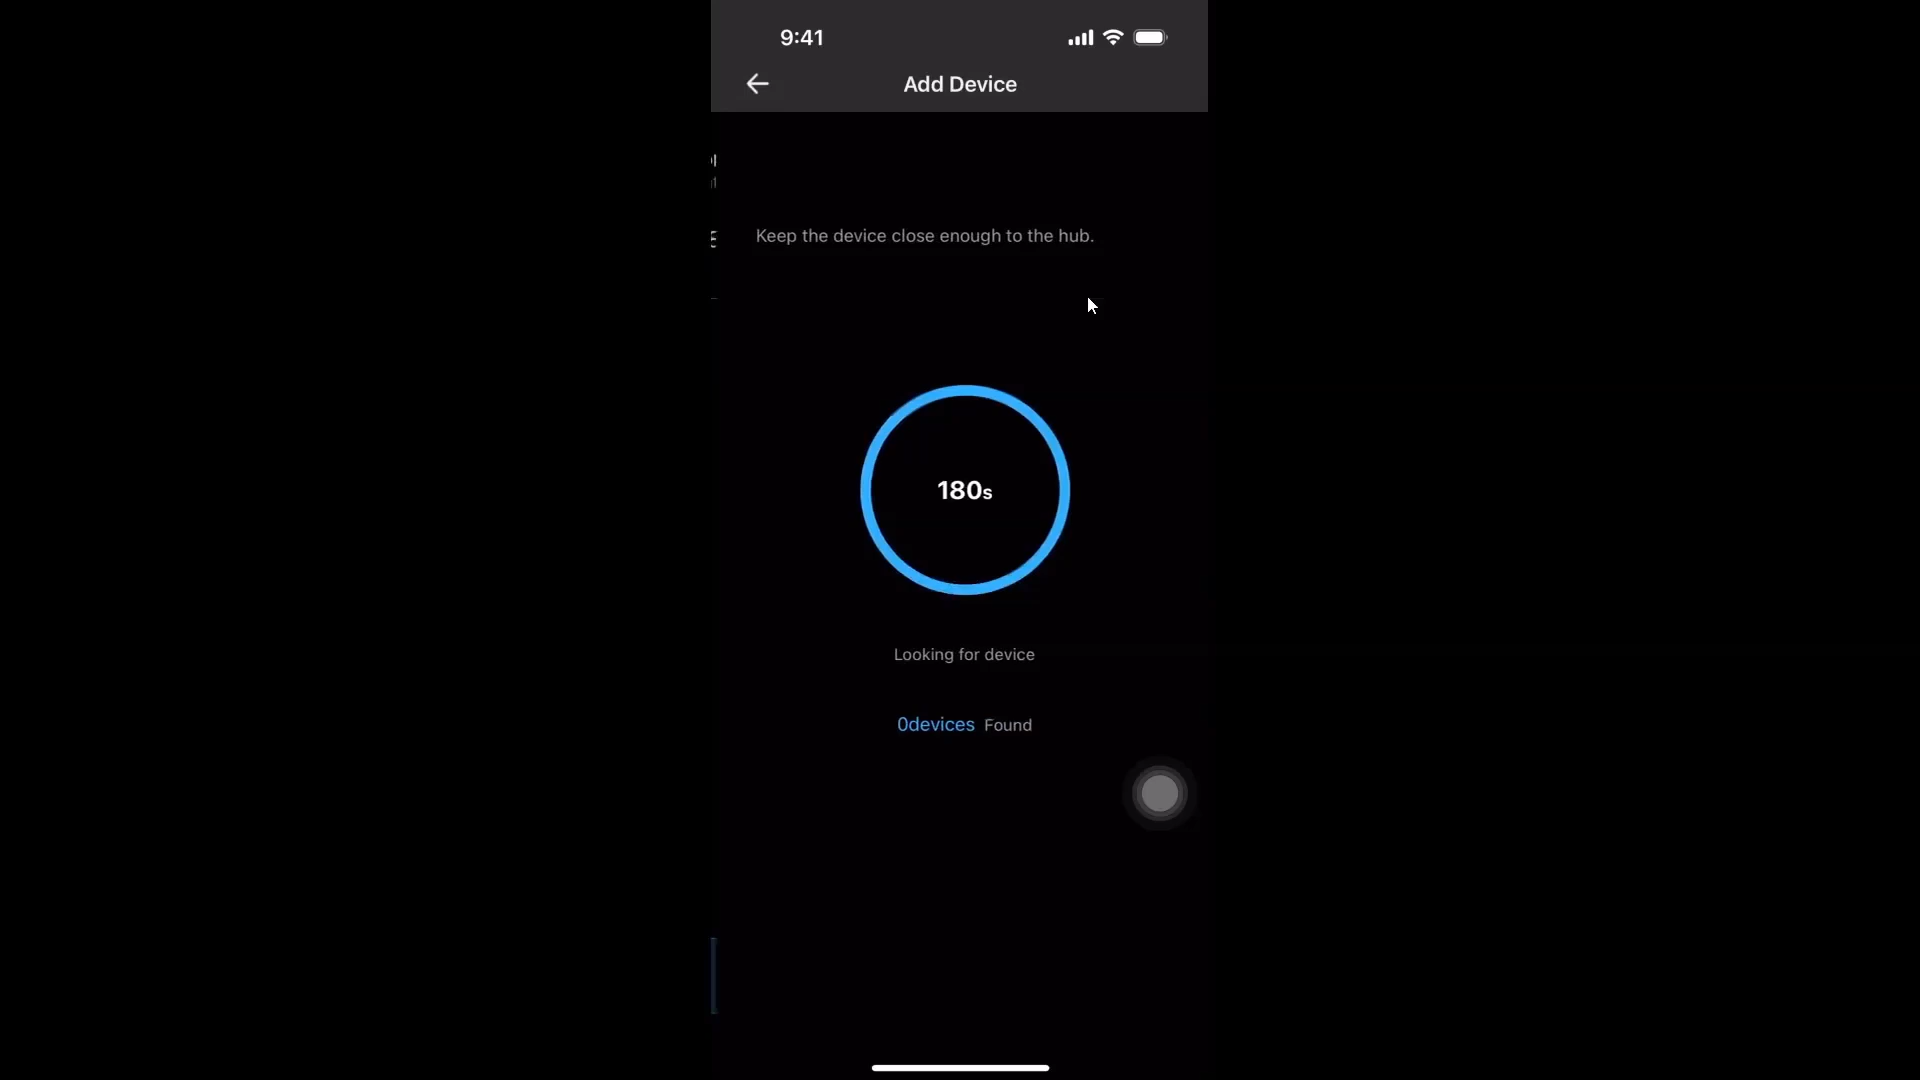 9:41
Add Device
Keep the device close enough to the hub.
180s
Looking for device
0devices Found